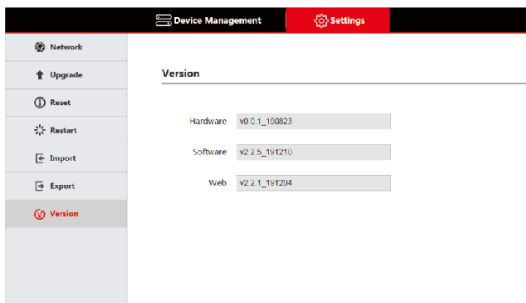 Device Management
Settings
Network
Upgrade
Reset
Restart
Import
Export
Version
Version
Hardware v0.0.1_190823
Software v2.2.5_191210
Web v2.2.1_191204